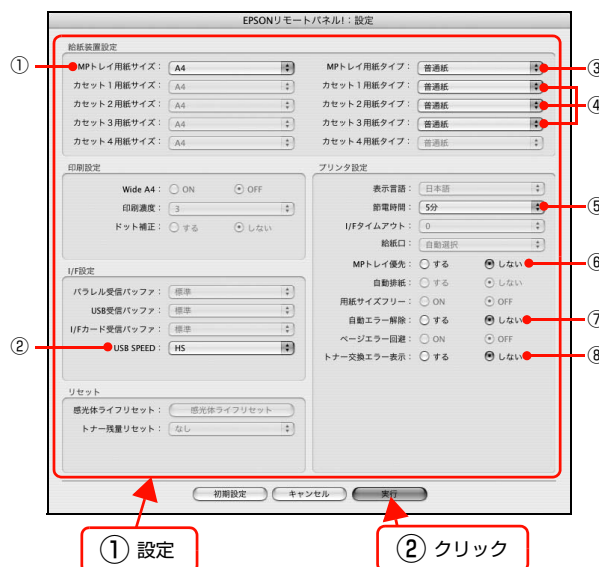 EPSONリモートパネル!:設定
給紙装置設定
① MPトレイ用紙サイズ: A4 MPトレイ用紙タイプ: 普通紙 ③
カセット1用紙サイズ: A4 カセット1用紙タイプ: 普通紙
カセット2用紙サイズ: A4 カセット2用紙タイプ: 普通紙 ④
カセット3用紙サイズ: A4 カセット3用紙タイプ: 普通紙
カセット4用紙サイズ: A4 カセット4用紙タイプ: 普通紙
印刷設定
Wide A4: ON OFF
印刷濃度: 3
ドット補正: する しない
I/F設定
パラレル受信バッファ: 標準
USB受信バッファ: 標準
I/Fカード受信バッファ: 標準
② USB SPEED: HS
リセット
感光体ライフリセット: 感光体ライフリセット
トナー残量リセット: なし
プリンタ設定
表示言語: 日本語
節電時間: 5分 ⑤
I/Fタイムアウト: 0
給紙口: 自動選択
MPトレイ優先: する しない ⑥
自動排紙: する しない
用紙サイズフリー: ON OFF
自動エラー解除: する しない ⑦
ページエラー回避: ON OFF
トナー交換エラー表示: する しない ⑧
初期設定 キャンセル 実行
① 設定
② クリック